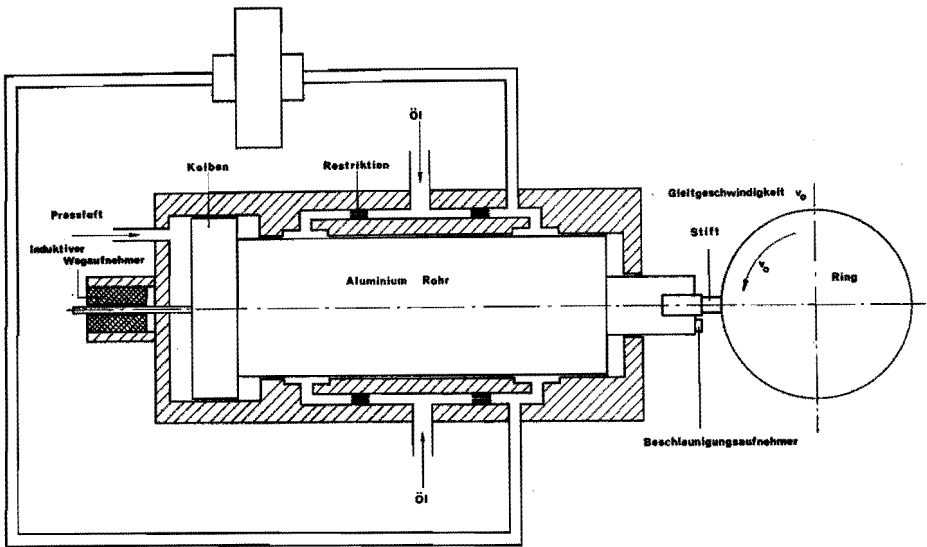 Öl
Kolben
Restriktion
Gleitgeschwindigkeit v₀
Pressluft
Stift
Induktiver
Wegaufnehmer
v₀
Aluminium Rohr
Ring
Beschleunigungsaufnehmer
Öl